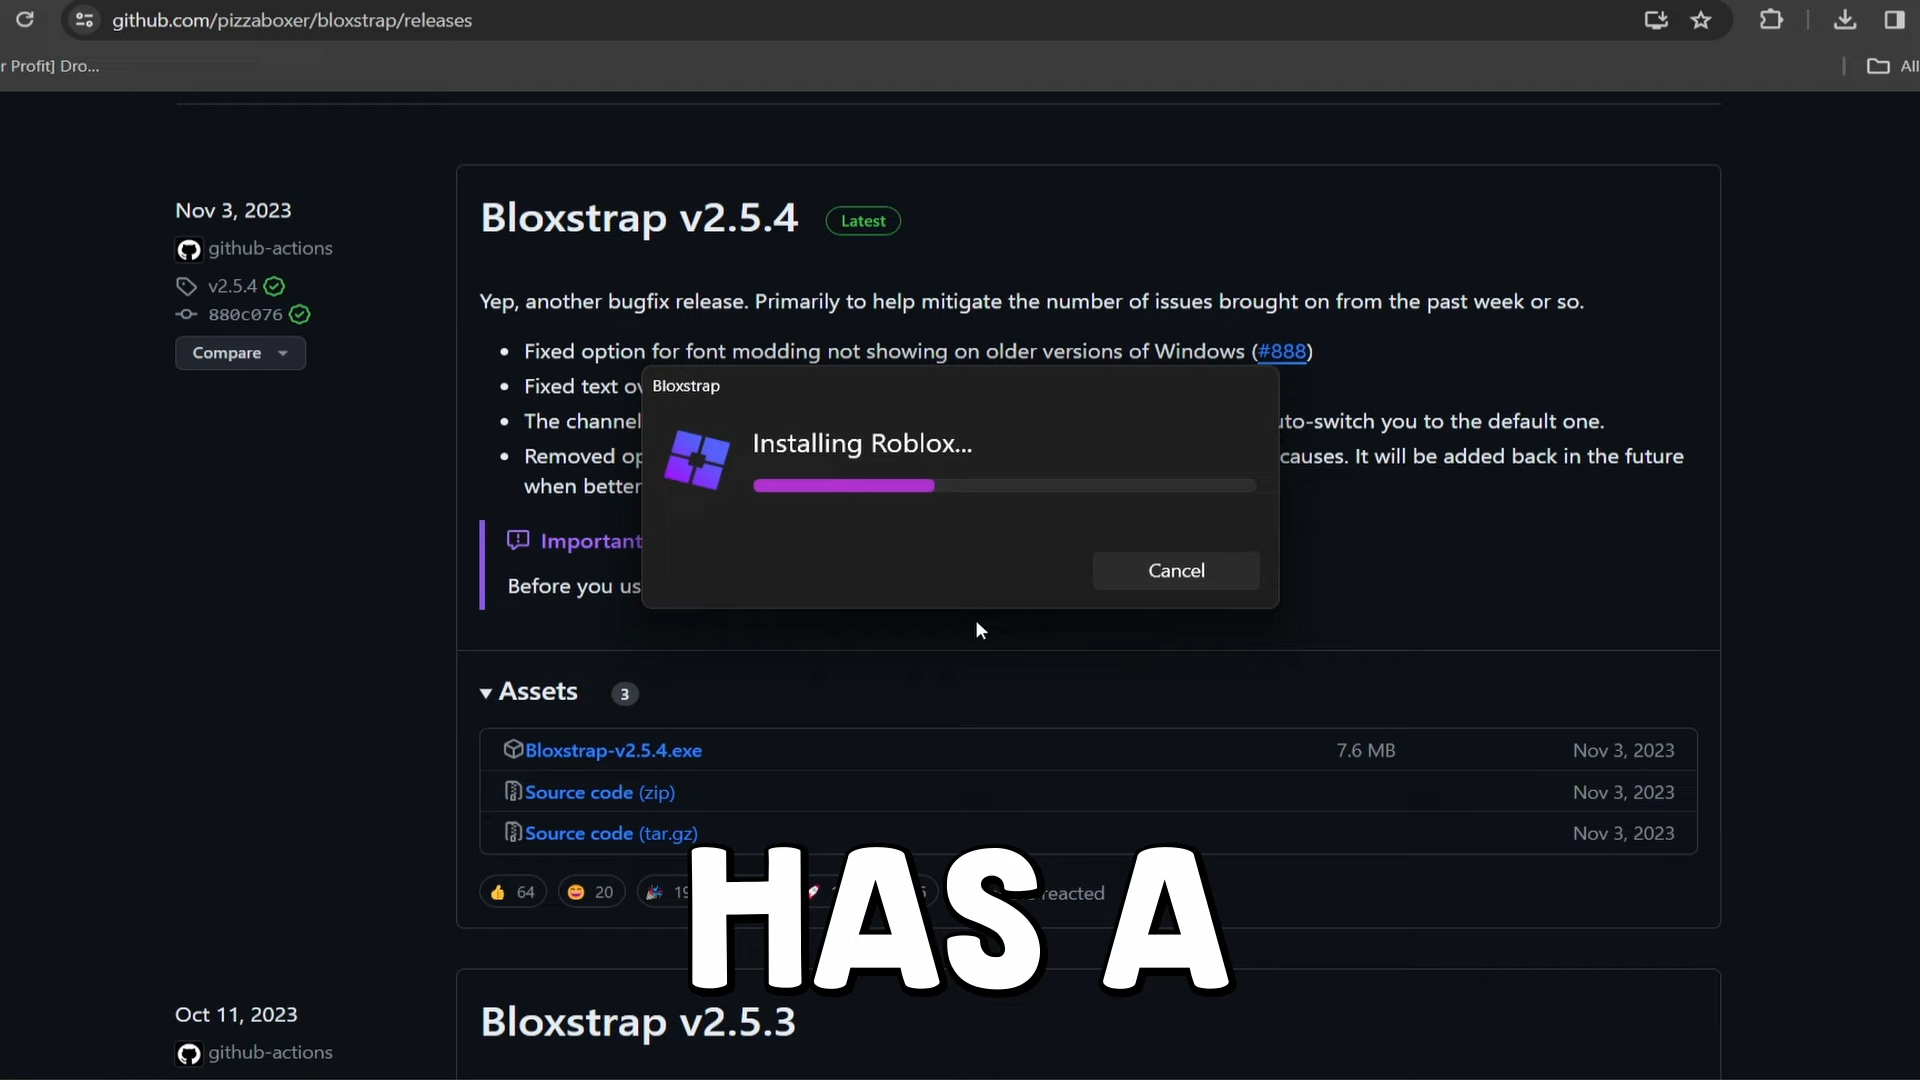 github.com/pizzaboxer/bloxstrap/releases
r Profit] Dro...
All
Nov 3, 2023
github-actions
v2.5.4
880c076
Compare
Bloxstrap v2.5.4
Latest
Yep, another bugfix release. Primarily to help mitigate the number of issues brought on from the past week or so.
Fixed option for font modding not showing on older versions of Windows (#888)
Fixed text
The channel
to-switch you to the default one.
Removed
causes. It will be added back in the future
when better
Important
Before you us
Bloxstrap
Installing Roblox...
Cancel
Assets 3
Bloxstrap-v2.5.4.exe 7.6 MB Nov 3, 2023
Source code (zip) Nov 3, 2023
Source code (tar.gz) Nov 3, 2023
64 20 reacted
HAS A
Oct 11, 2023
github-actions
Bloxstrap v2.5.3